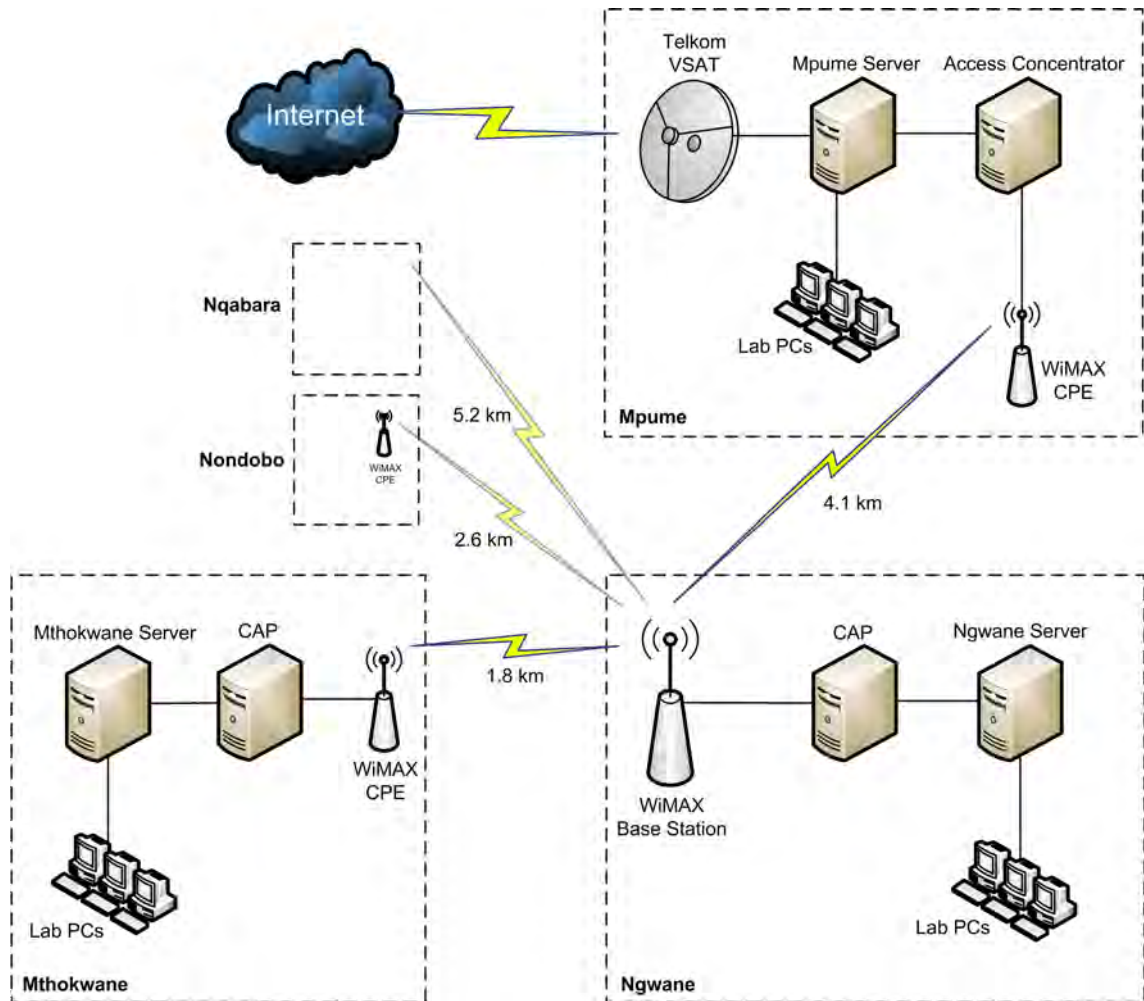 Telkom
VSAT
Mpume Server
Access Concentrator
Internet
Lab PCs
WiMAX
CPE
Mpume
Nqabara
5.2 km
Nondobo
WiMAX
CPE
2.6 km
4.1 km
Mthokwane Server
CAP
1.8 km
WiMAX
CPE
Lab PCs
Mthokwane
CAP
Ngwane Server
WiMAX
Base Station
Lab PCs
Ngwane